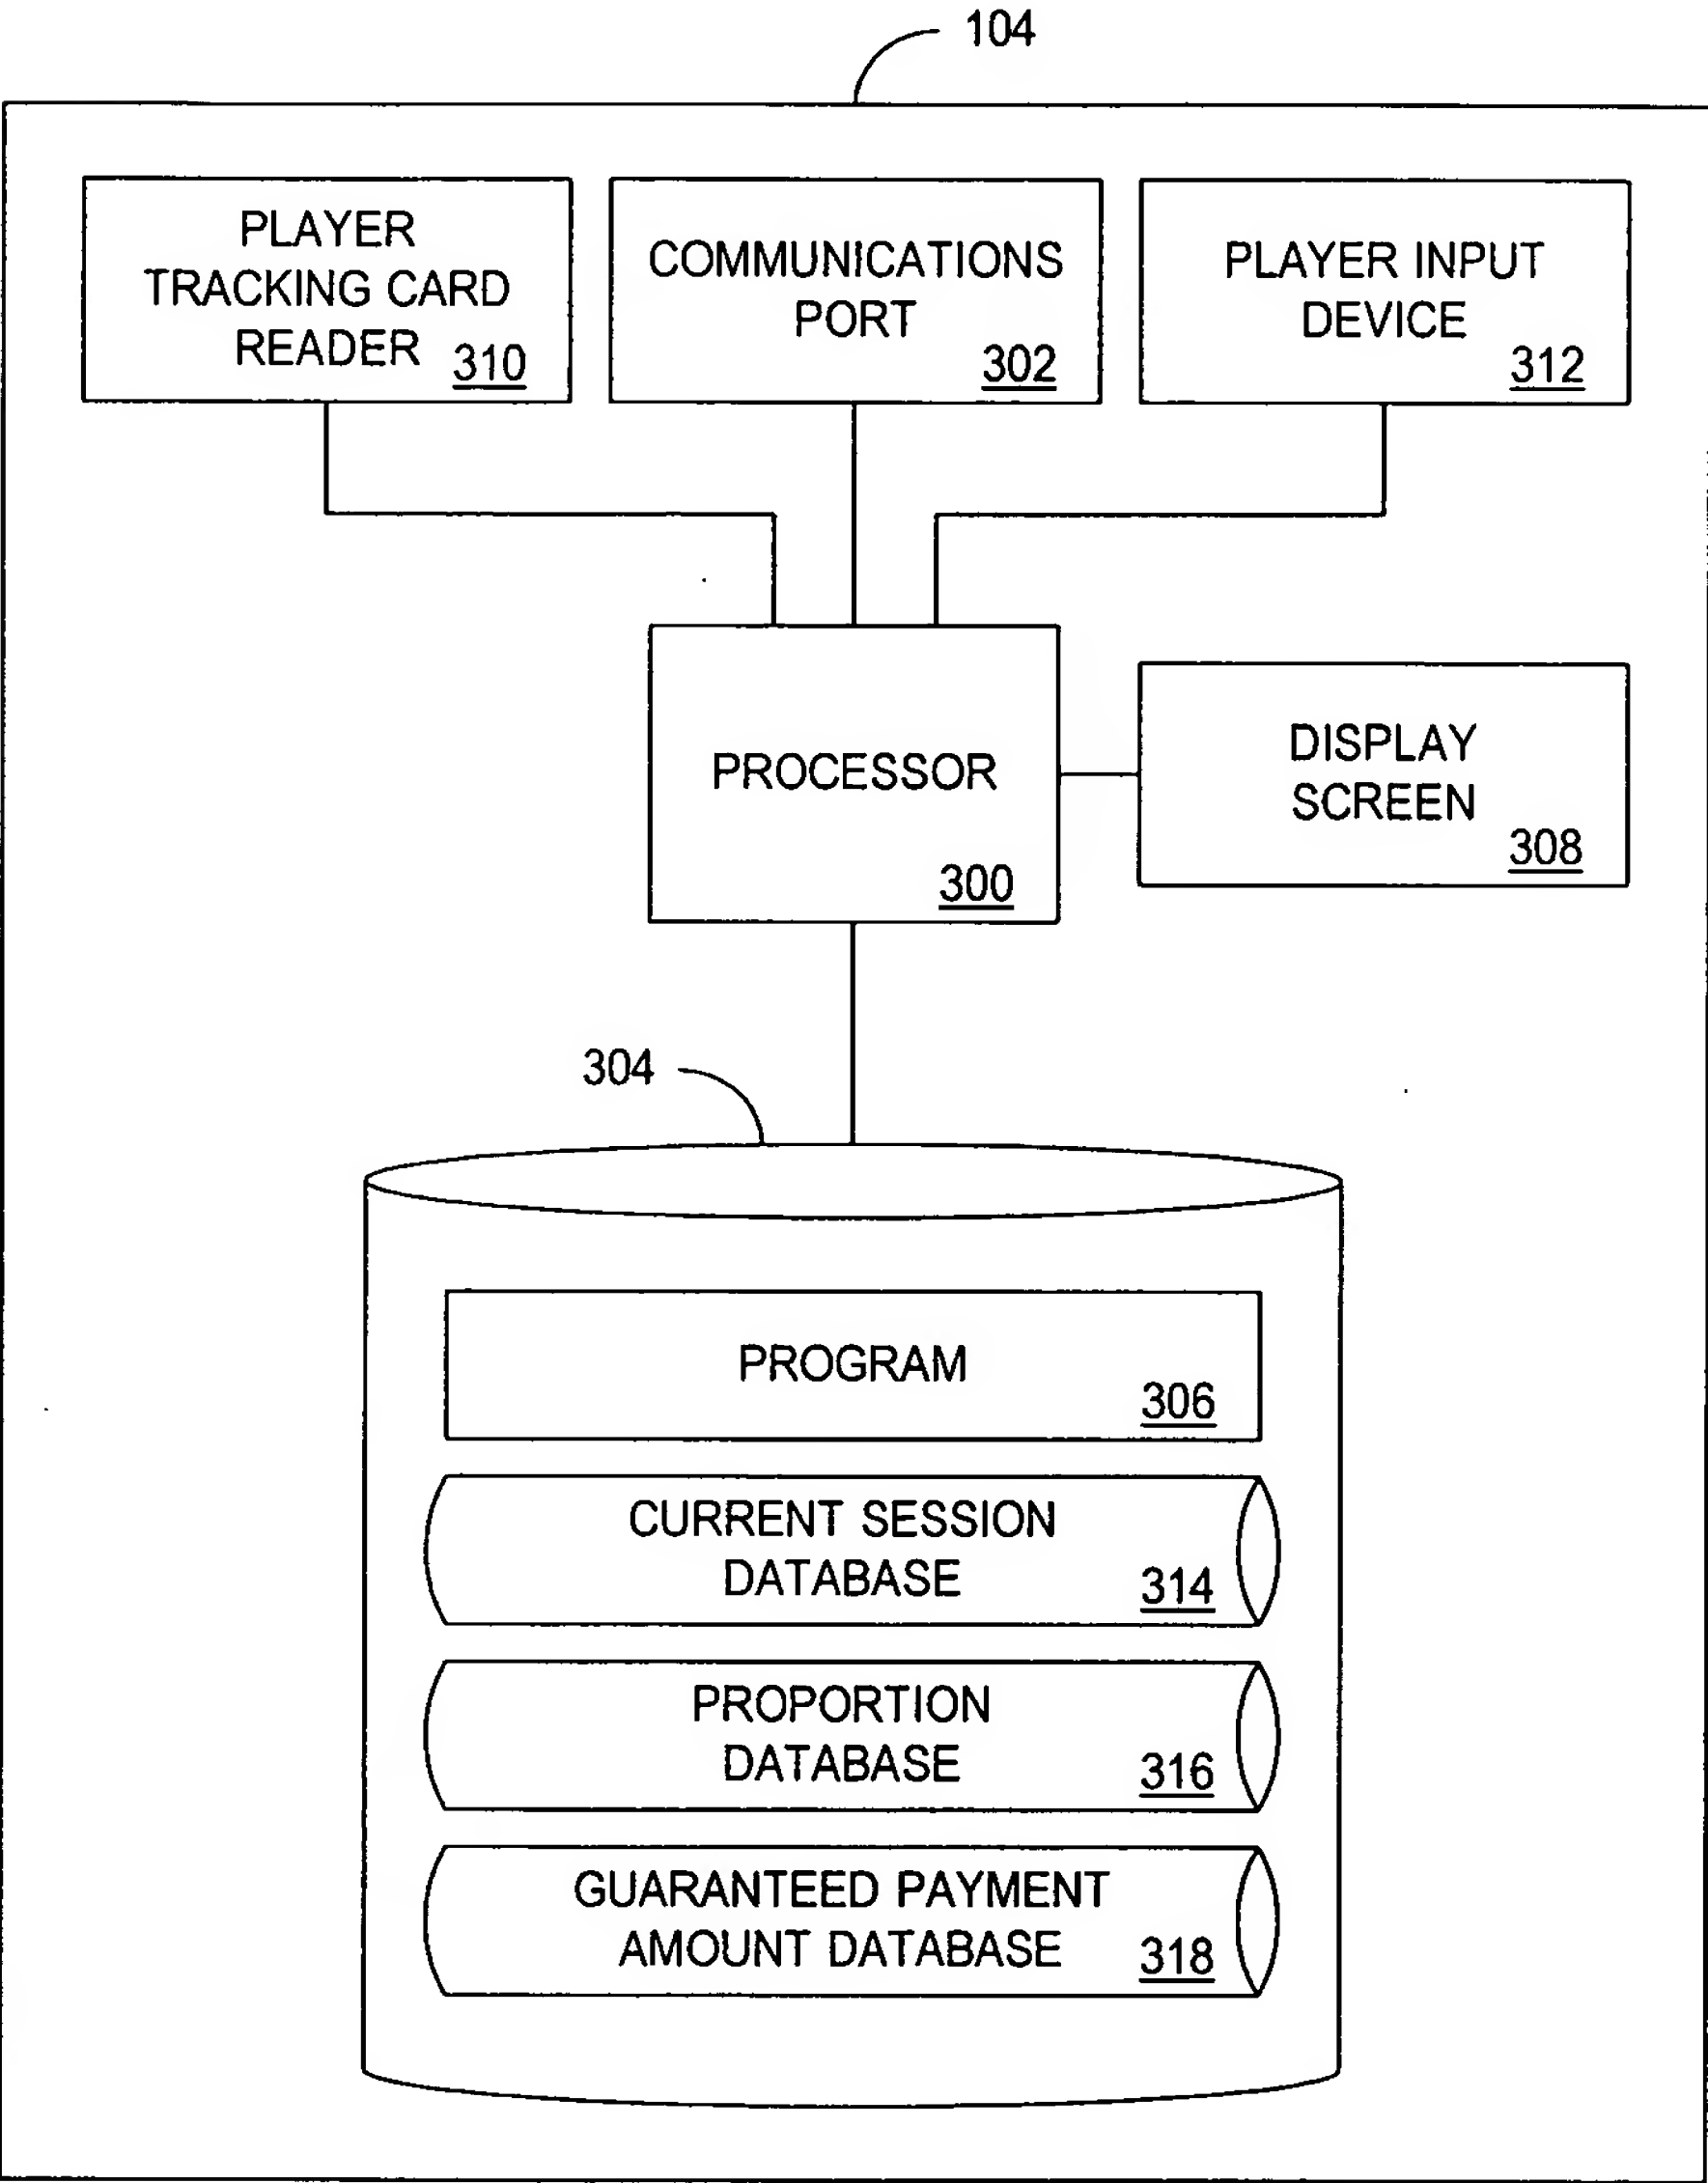 104
PLAYER
TRACKING CARD
READER 310
COMMUNICATIONS
PORT
302
PLAYER INPUT
DEVICE
312
PROCESSOR
300
DISPLAY
SCREEN
308
304
PROGRAM
306
CURRENT SESSION
DATABASE 314
PROPORTION
DATABASE 316
GUARANTEED PAYMENT
AMOUNT DATABASE 318